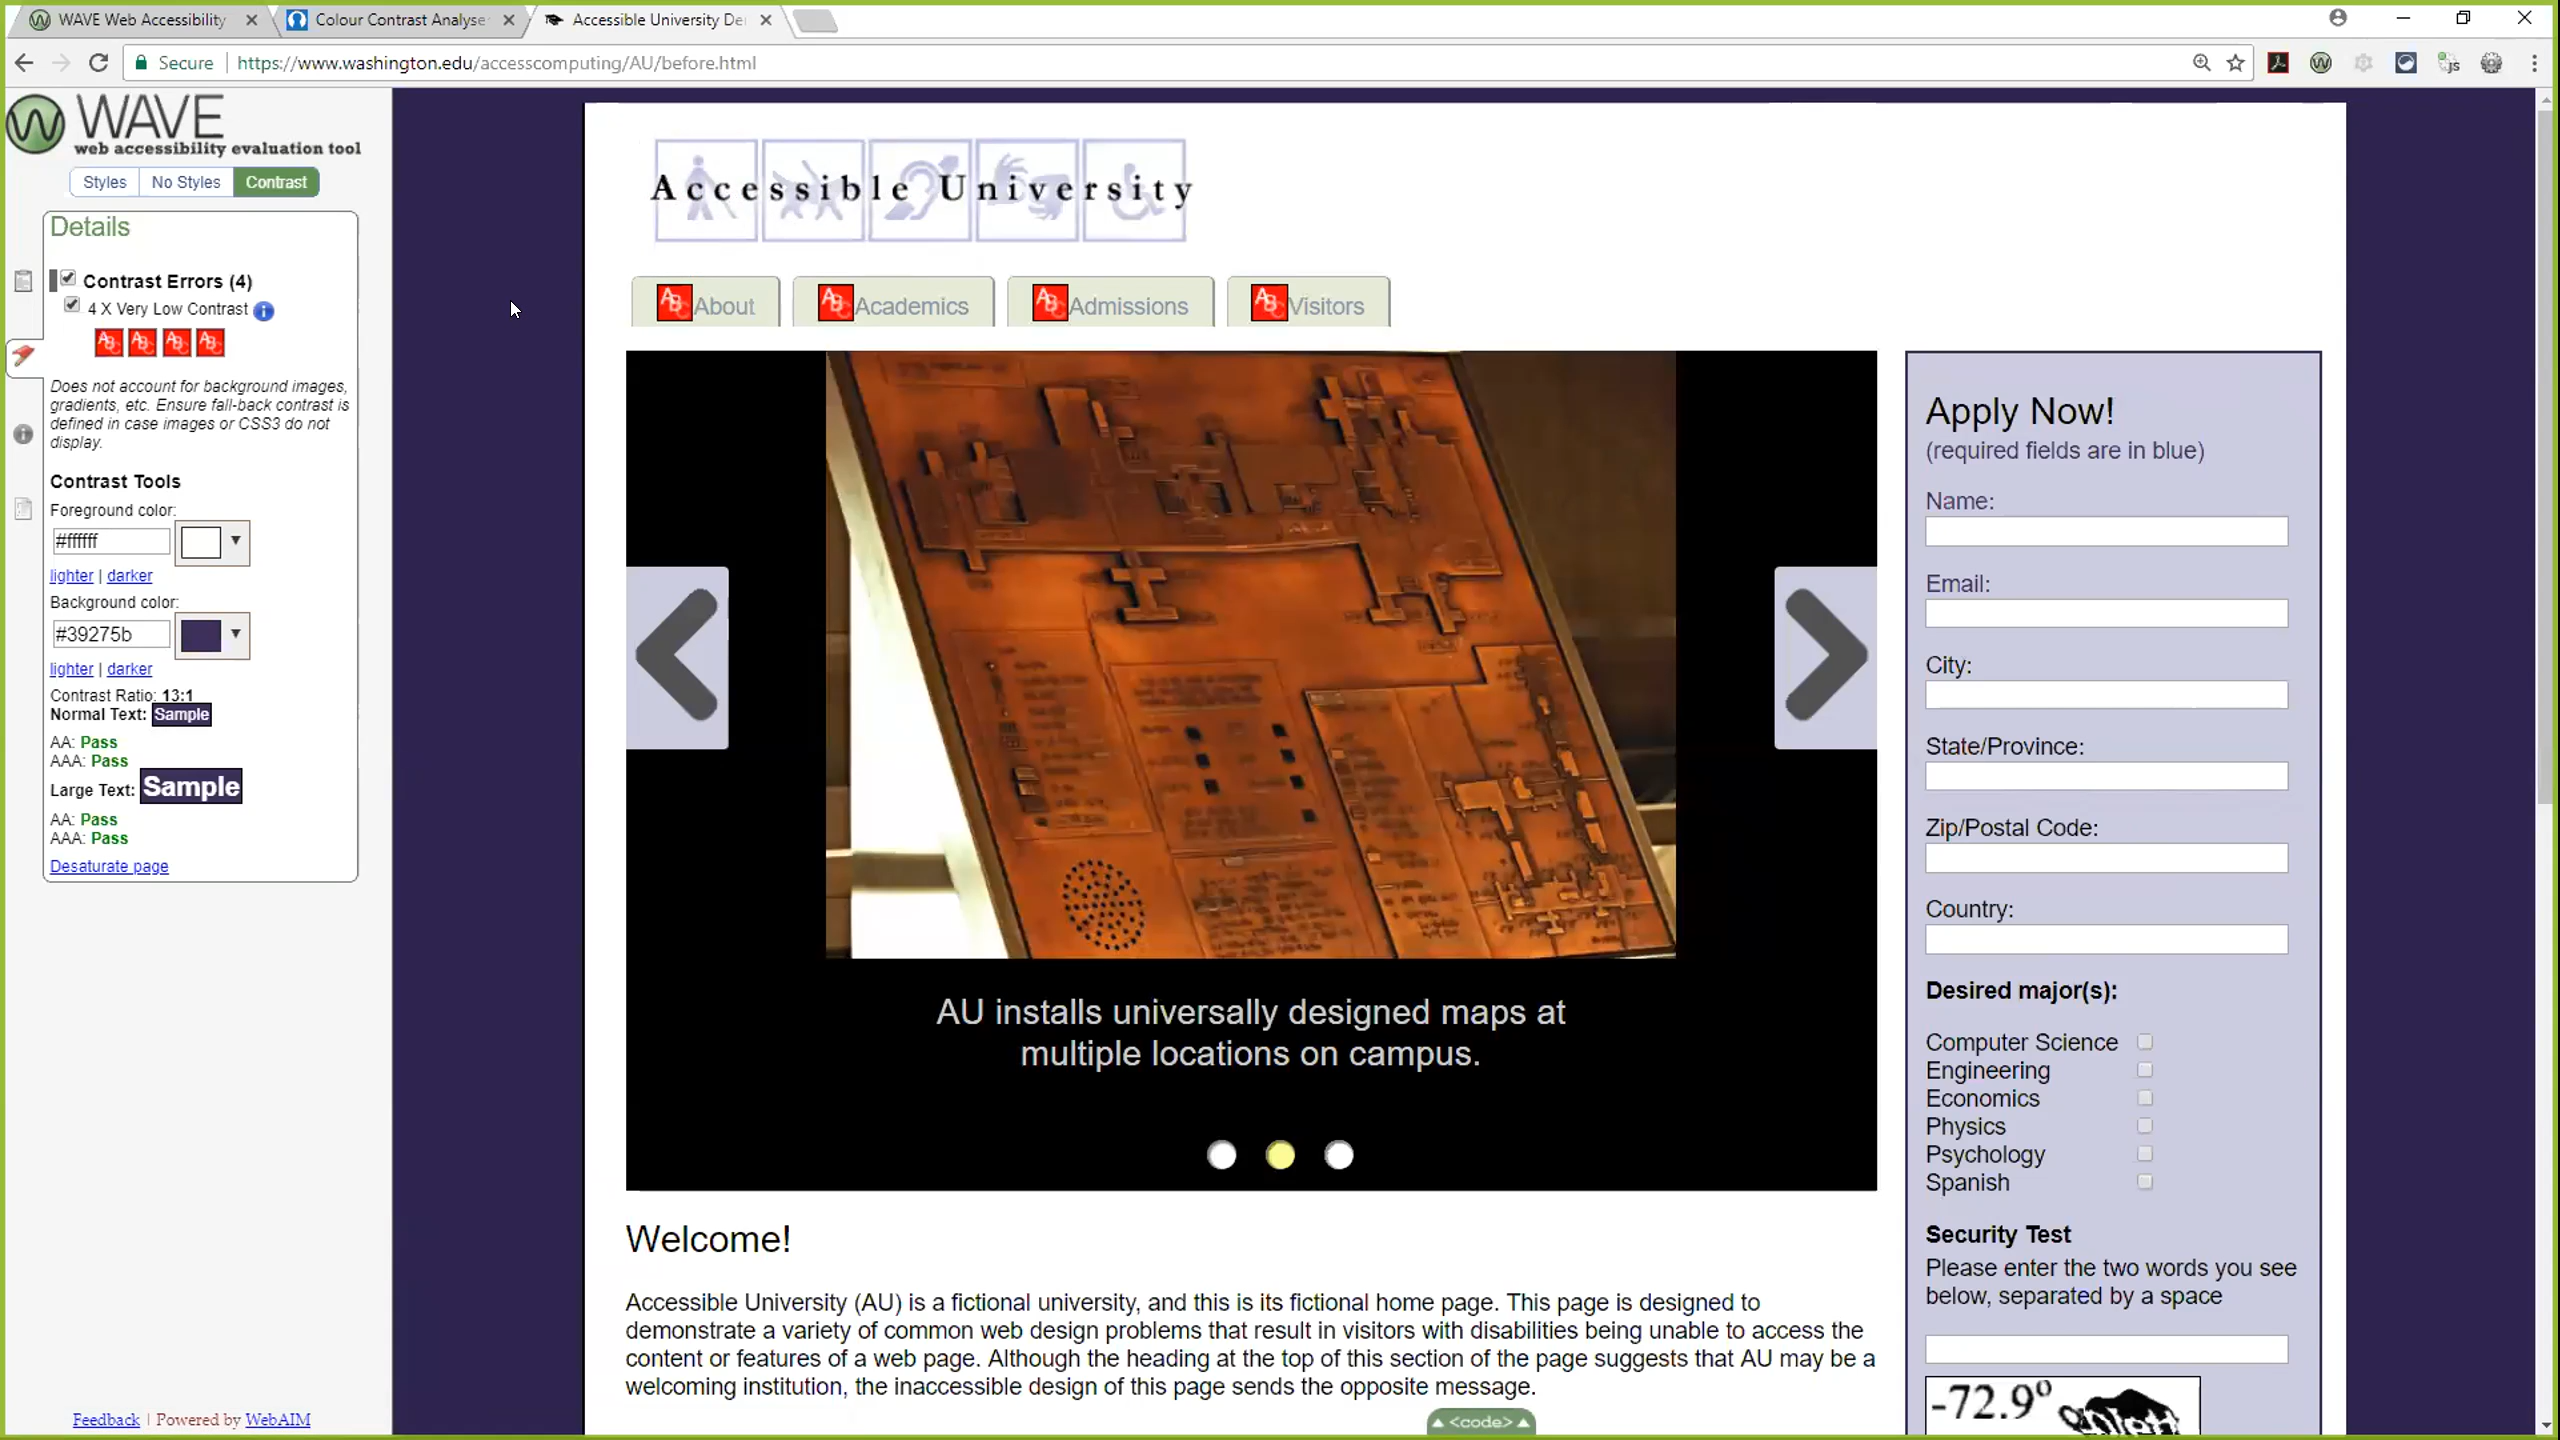 WAVE Web Accessibility
Colour Contrast Analyse
Accessible University De
Secure
https://www.washington.edu/accesscomputing/AU/before.html
WAVE
web accessibility evaluation tool
Styles
No Styles
Contrast
Details
Contrast Errors (4)
4 X Very Low Contrast
Does not account for background images,
gradients, etc. Ensure fall-back contrast is
defined in case images or CSS3 do not
display.
Contrast Tools
Foreground color:
#ffffff
lighter | darker
Background color:
#39275b
lighter | darker
Contrast Ratio: 13:1
Normal Text: Sample
AA: Pass
AAA: Pass
Large Text: Sample
AA: Pass
AAA: Pass
Desaturate page
Feedback | Powered by WebAIM
Accessible University
About
Academics
Admissions
Visitors
AU installs universally designed maps at
multiple locations on campus.
Welcome!
Accessible University (AU) is a fictional university, and this is its fictional home page. This page is designed to
demonstrate a variety of common web design problems that result in visitors with disabilities being unable to access the
content or features of a web page. Although the heading at the top of this section of the page suggests that AU may be a
welcoming institution, the inaccessible design of this page sends the opposite message.
<code>
Apply Now!
(required fields are in blue)
Name:
Email:
City:
State/Province:
Zip/Postal Code:
Country:
Desired major(s):
Computer Science
Engineering
Economics
Physics
Psychology
Spanish
Security Test
Please enter the two words you see
below, separated by a space
-72.9º